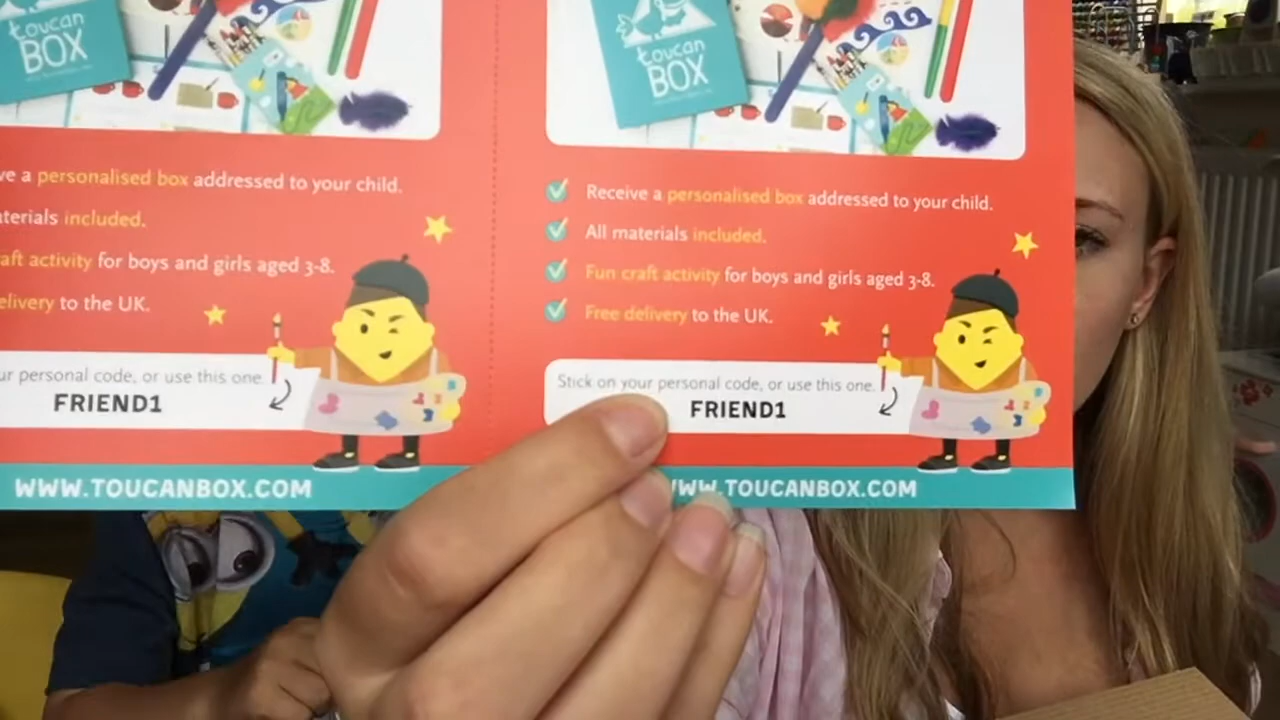 toucan
BOX
toucan
BOX
ve a personalised box addressed to your child.
aterials included.
aft activity for boys and girls aged 3-8.
elivery to the UK.
ur personal code, or use this one.
FRIEND1
WWW.TOUCANBOX.COM
Receive a personalised box addressed to your child.
All materials included.
Fun craft activity for boys and girls aged 3-8.
Free delivery to the UK.
Stick on your personal code, or use this one.
FRIEND1
WWW.TOUCANBOX.COM